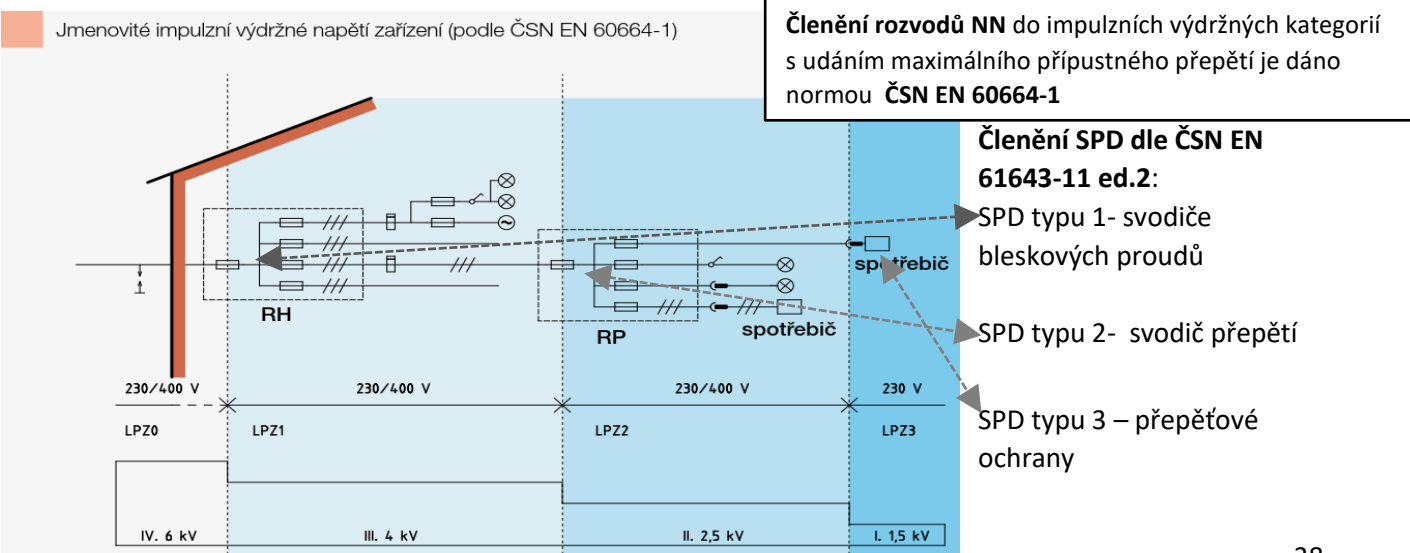 Jmenovité impulzní výdržné napětí zařízení (podle ČSN EN 60664-1)
Členění rozvodů NN do impulzních výdržných kategorií
s udáním maximálního přípustného přepětí je dáno
normou ČSN EN 60664-1
Členění SPD dle ČSN EN
61643-11 ed.2:
SPD typu 1- svodiče
bleskových proudů
SPD typu 2- svodič přepětí
SPD typu 3 – přepěťové
ochrany
spotřebič
RH
RP
spotřebič
230/400 V
230/400 V
230/400 V
230 V
LPZ0
LPZ1
LPZ2
LPZ3
IV. 6 kV
III. 4 kV
II. 2,5 kV
I. 1,5 kV